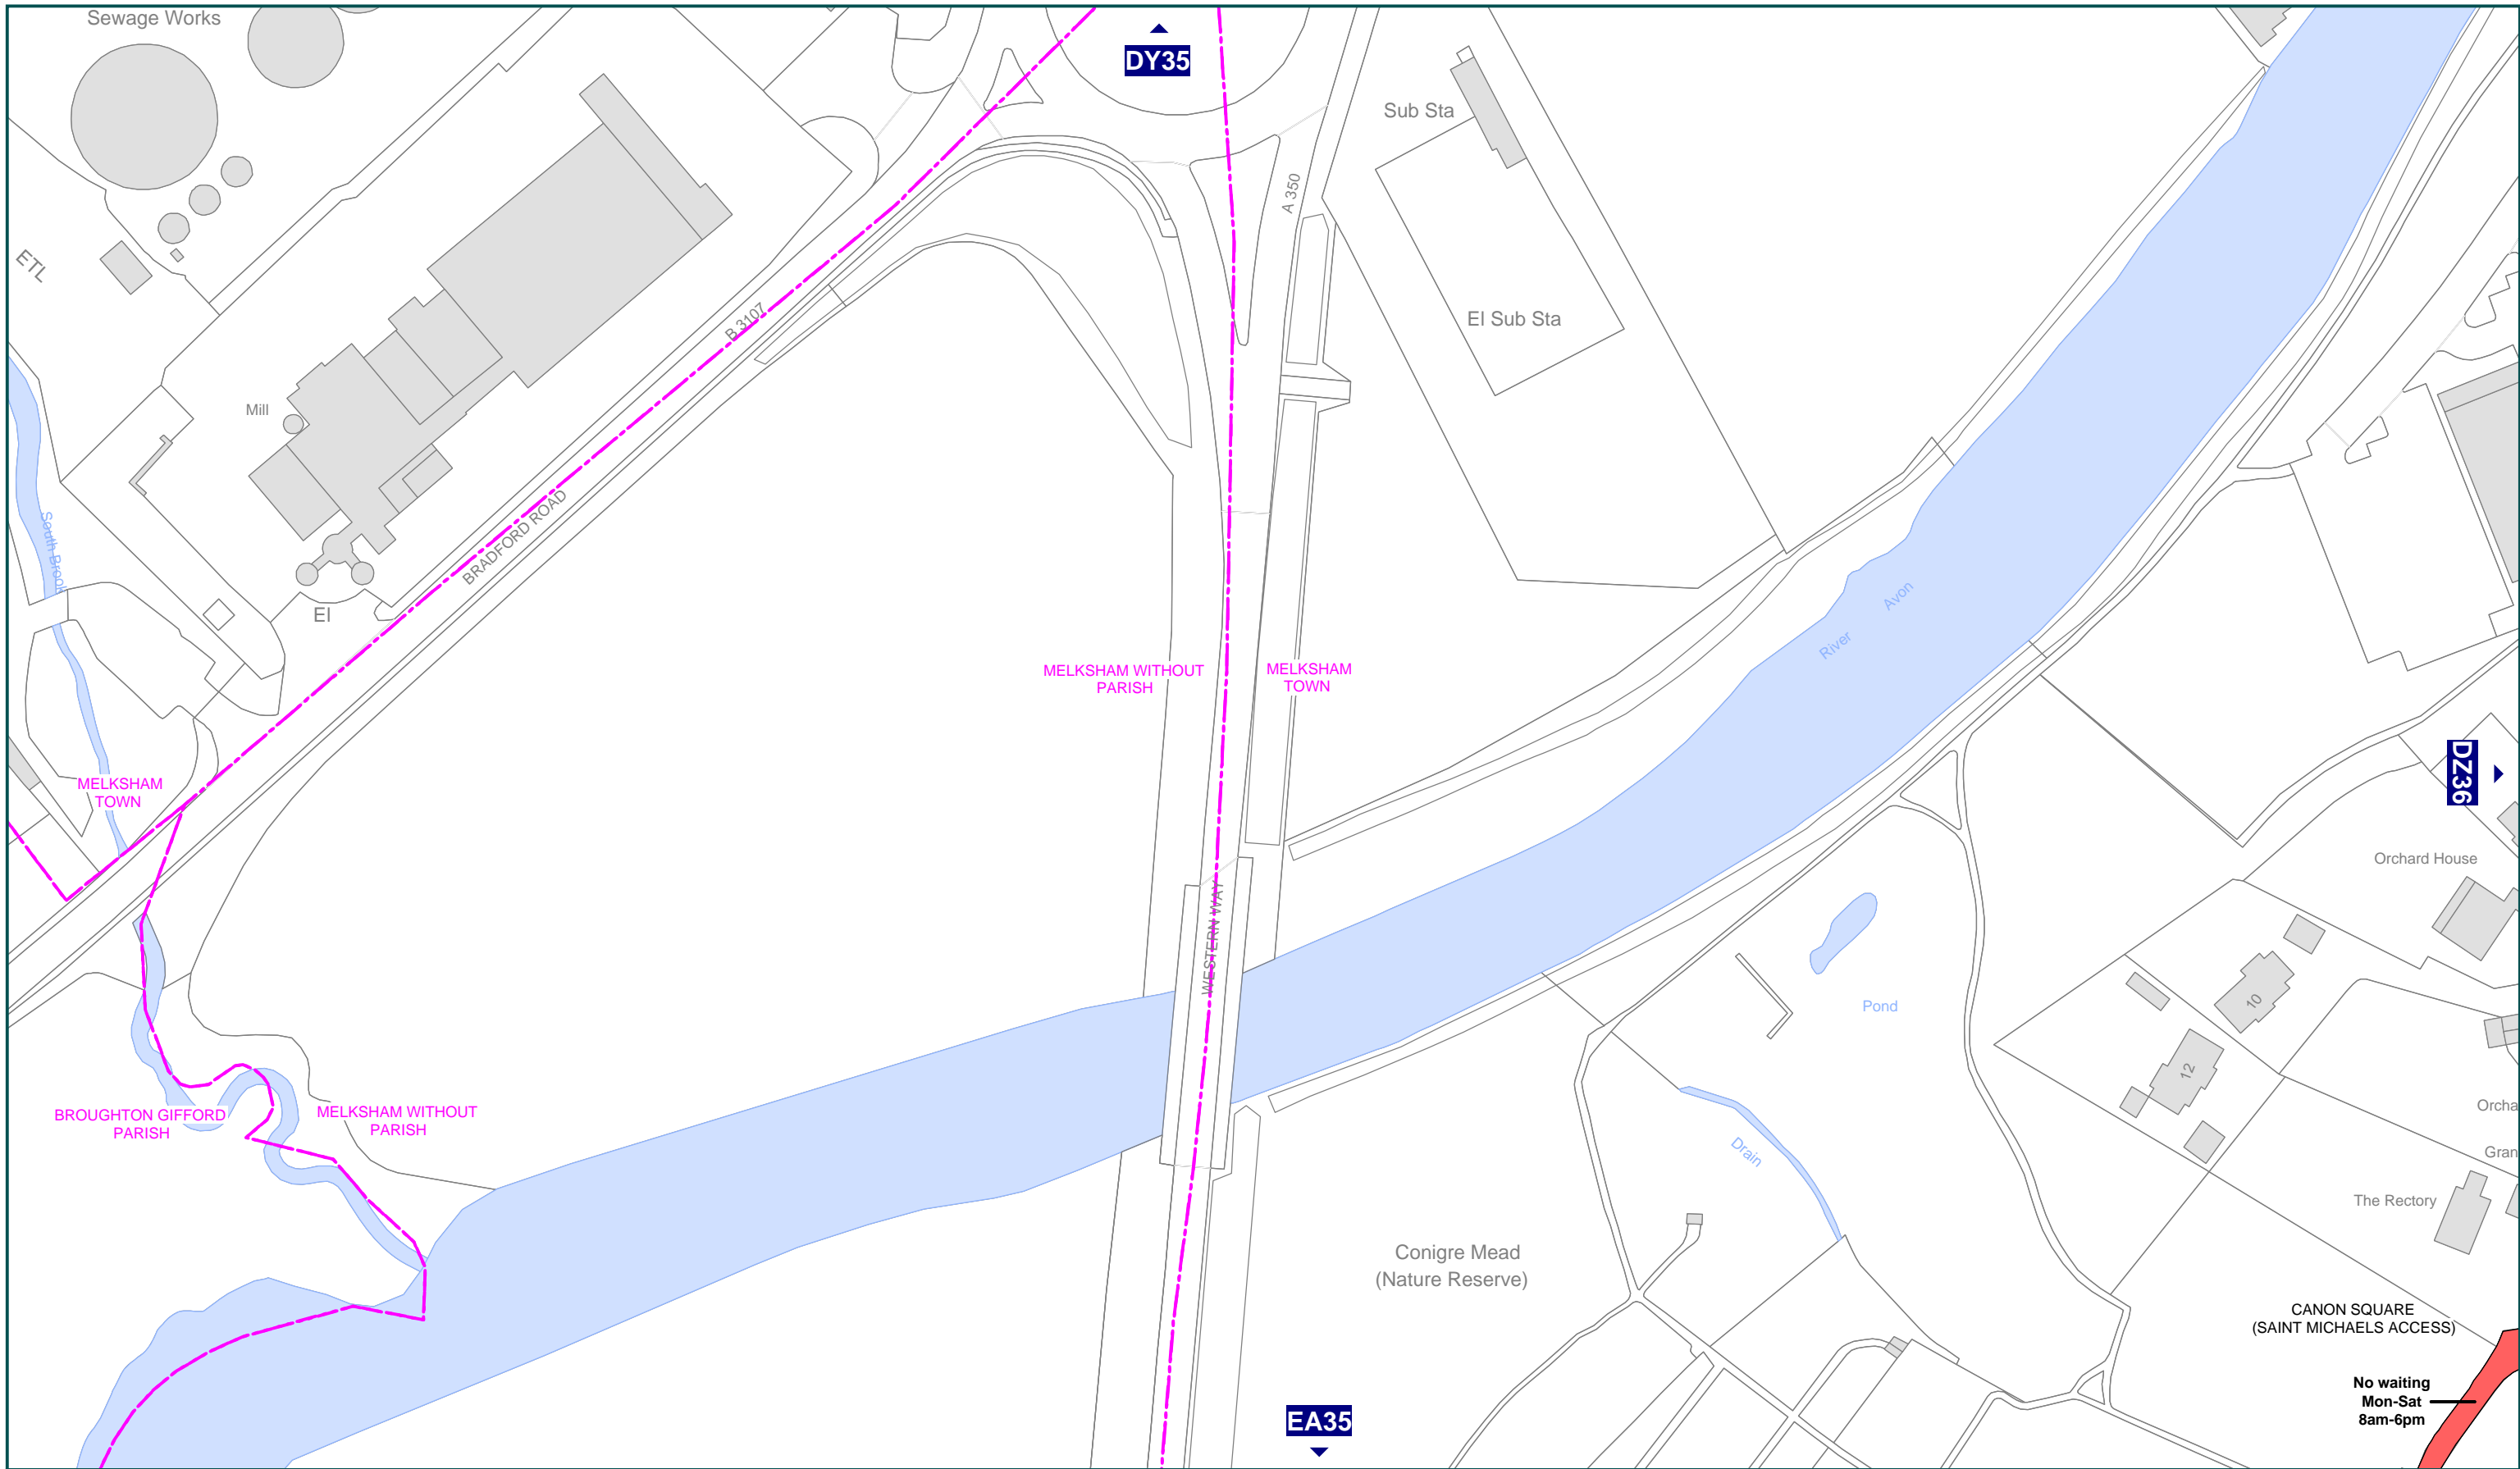 Sewage Works
DY35
Sub Sta
A 350
ETL
El Sub Sta
B 3107
Mill
BRADFORD ROAD
South Brook
El
River Avon
MELKSHAM WITHOUT
PARISH
MELKSHAM
TOWN
MELKSHAM
TOWN
DZ36
Orchard House
WESTERN WAY
Pond
10
12
BROUGHTON GIFFORD
PARISH
MELKSHAM WITHOUT
PARISH
Orcha
Drain
Gran
The Rectory
Conigre Mead
(Nature Reserve)
CANON SQUARE
(SAINT MICHAELS ACCESS)
No waiting
Mon-Sat
8am-6pm
EA35